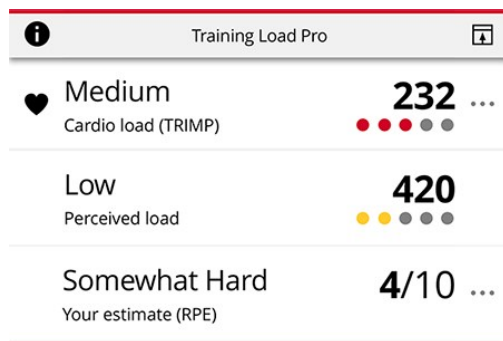 Training Load Pro
Medium
232
Cardio load (TRIMP)
Low
420
Perceived load
Somewhat Hard
4/10
Your estimate (RPE)